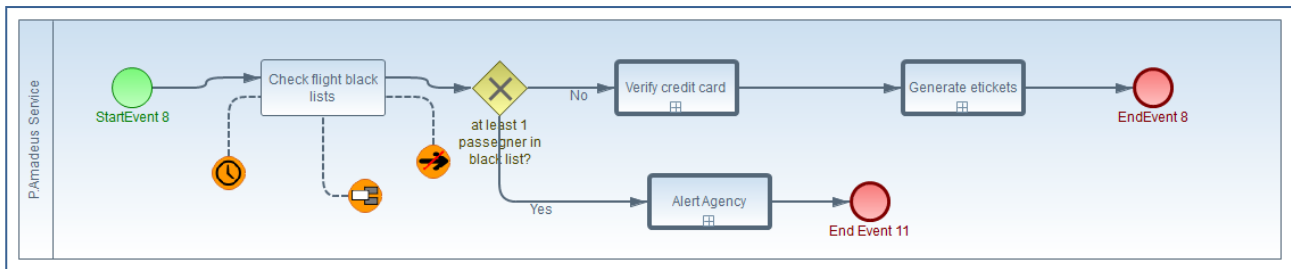 PAmadeus Service
StartEvent 8
Check flight black
lists
at least 1
passegner in
black list?
No
Verify credit card
Generate etickets
EndEvent 8
Yes
Alert Agency
End Event 11